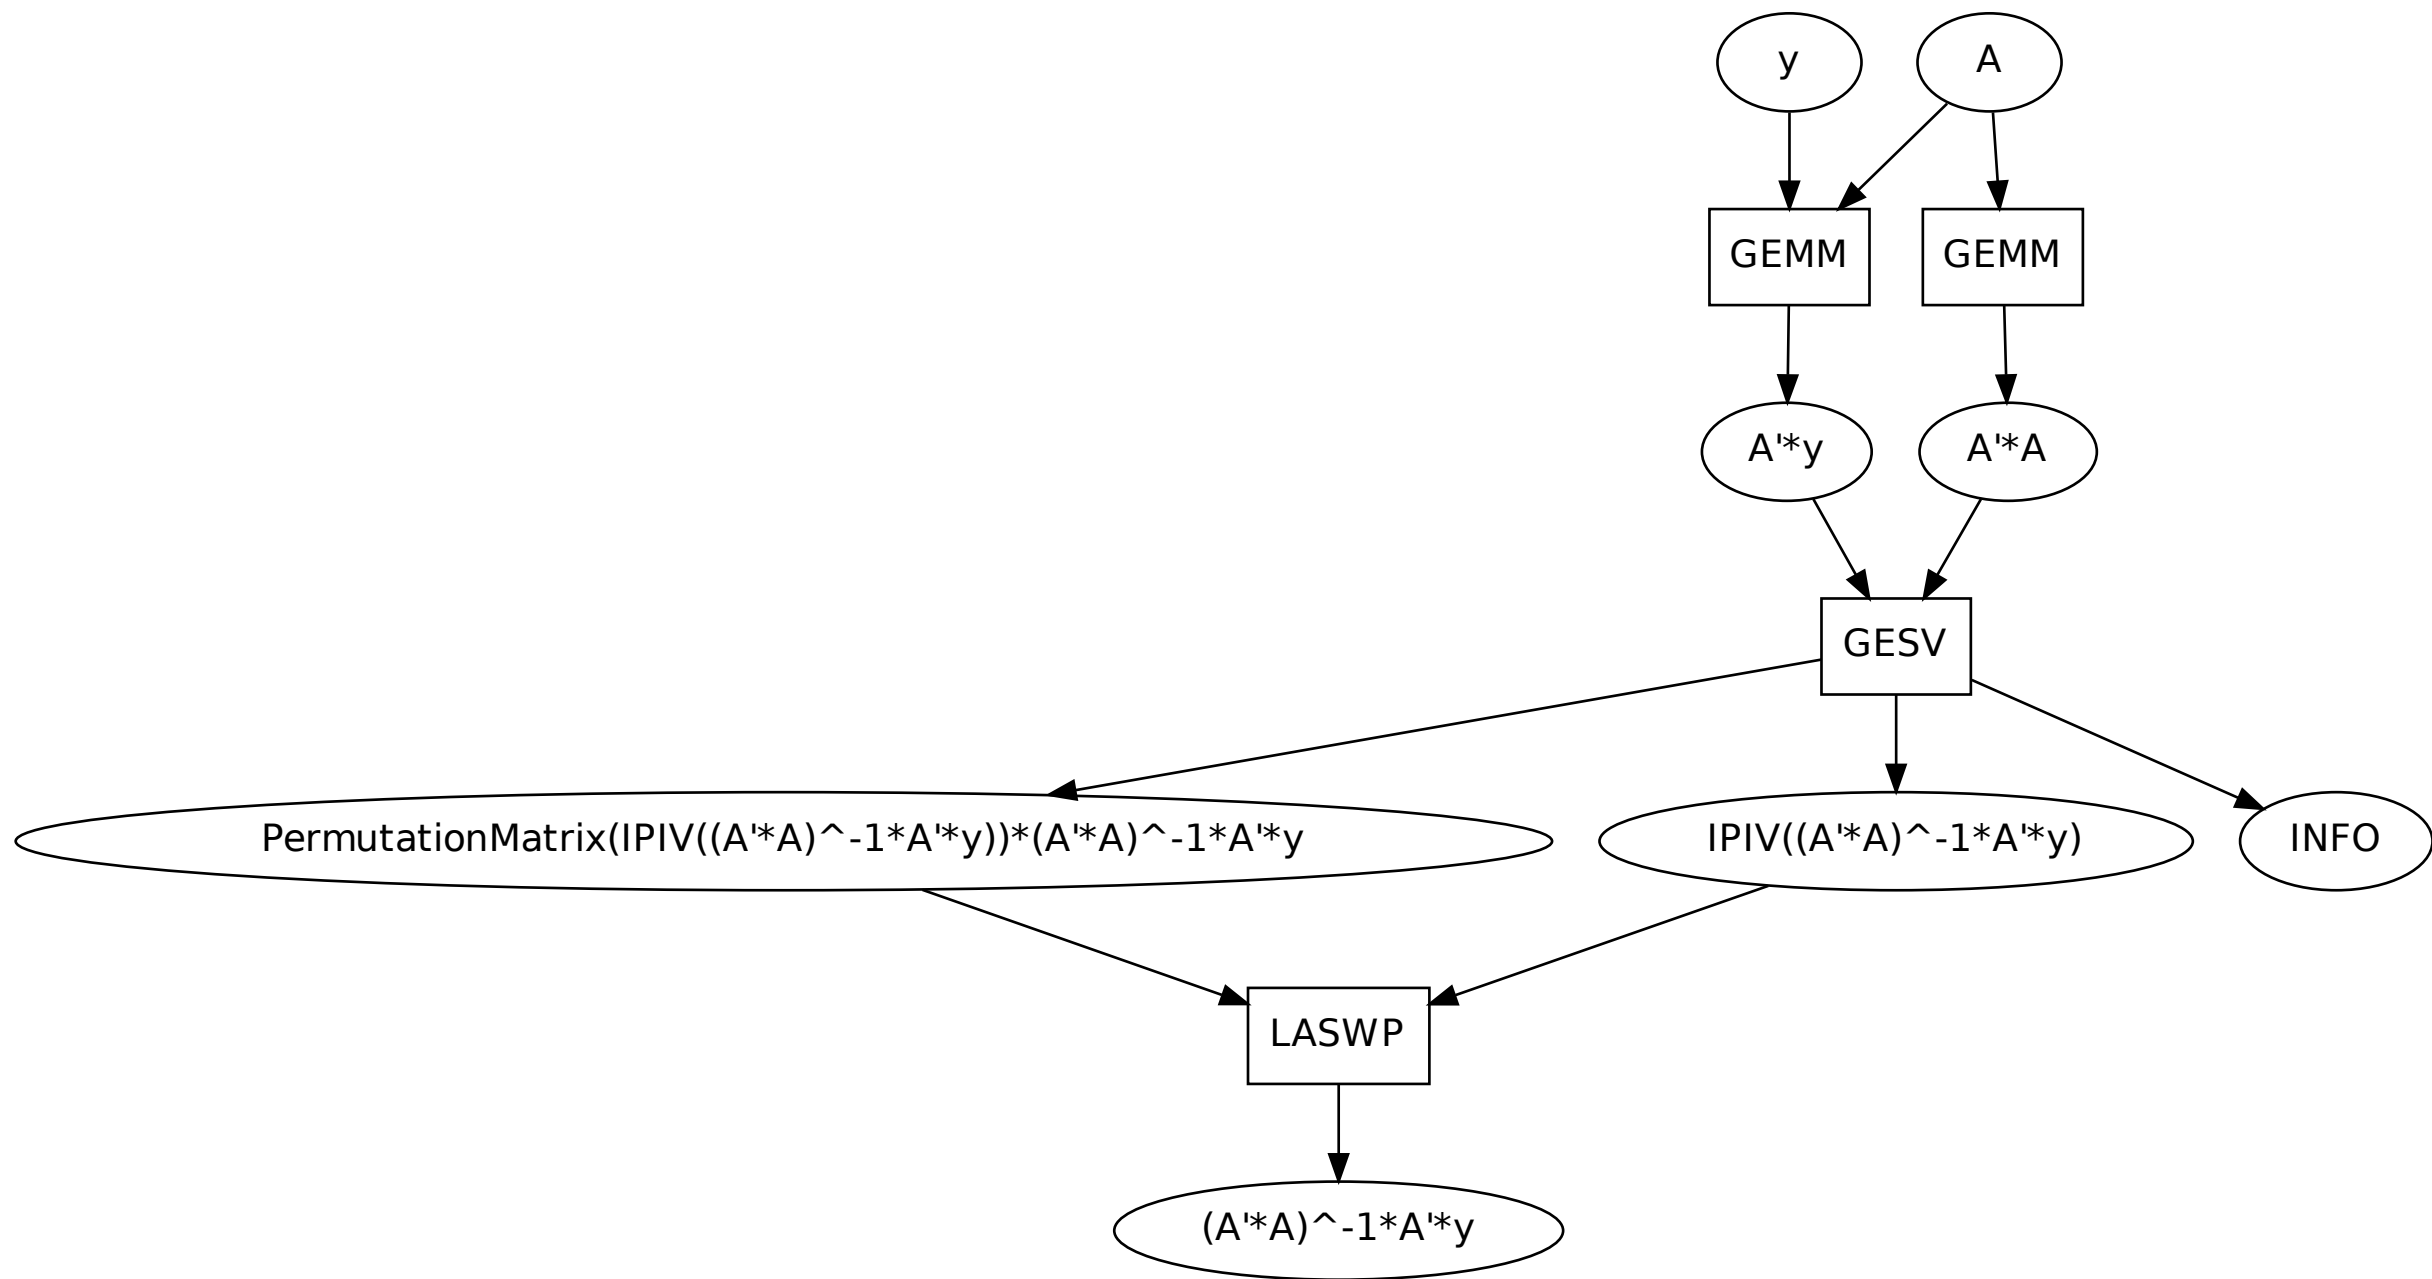 y
A
GEMM
GEMM
A'*y
A'*A
GESV
PermutationMatrix(IPIV((A'*A)^-1*A'*y))*(A'*A)^-1*A'*y
IPIV((A'*A)^-1*A'*y)
INFO
LASWP
(A'*A)^-1*A'*y